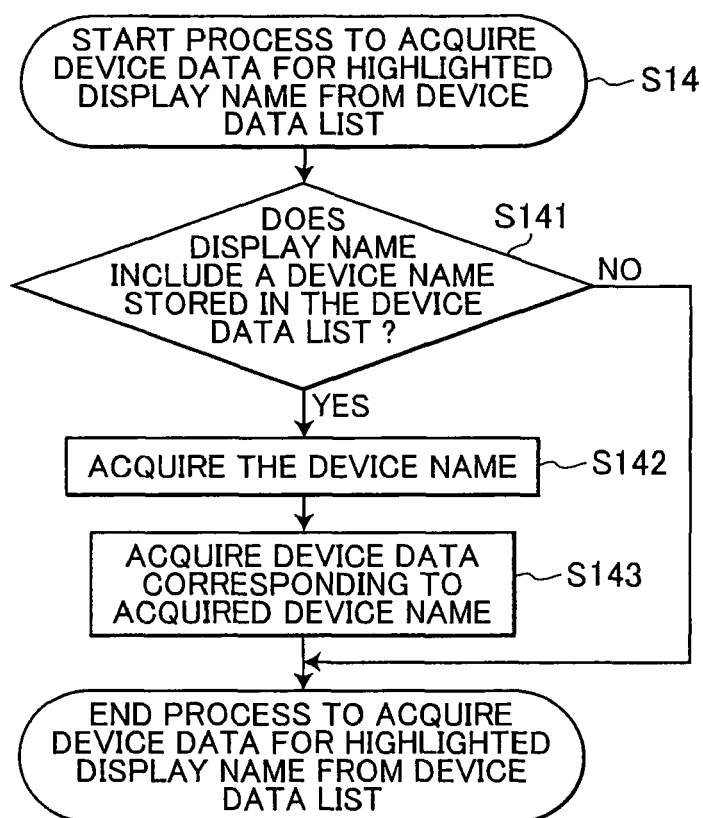 START PROCESS TO ACQUIRE
DEVICE DATA FOR HIGHLIGHTED
DISPLAY NAME FROM DEVICE
DATA LIST
S14
DOES
DISPLAY NAME
INCLUDE A DEVICE NAME
STORED IN THE DEVICE
DATA LIST ?
S141
NO
YES
ACQUIRE THE DEVICE NAME
S142
ACQUIRE DEVICE DATA
CORRESPONDING TO
ACQUIRED DEVICE NAME
S143
END PROCESS TO ACQUIRE
DEVICE DATA FOR HIGHLIGHTED
DISPLAY NAME FROM DEVICE
DATA LIST